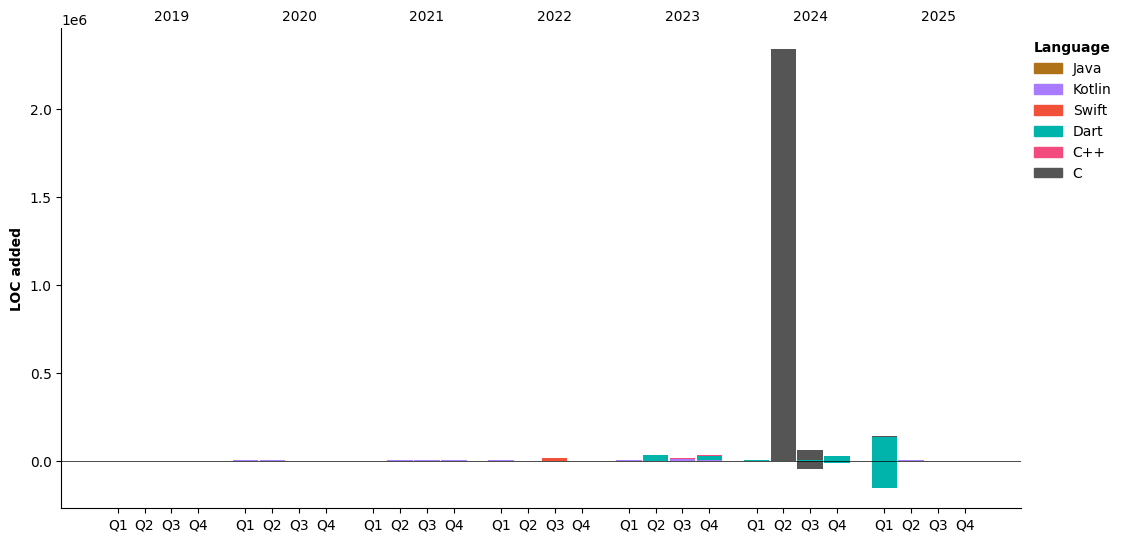 1e6
2019 2020 2021 2022 2023 2024 2025
Language
Java
Kotlin
Swift
Dart
C++
C
LOC added
2.0
1.5
1.0
0.5
0.0
Q1 Q2 Q3 Q4 Q1 Q2 Q3 Q4 Q1 Q2 Q3 Q4 Q1 Q2 Q3 Q4 Q1 Q2 Q3 Q4 Q1 Q2 Q3 Q4 Q1 Q2 Q3 Q4